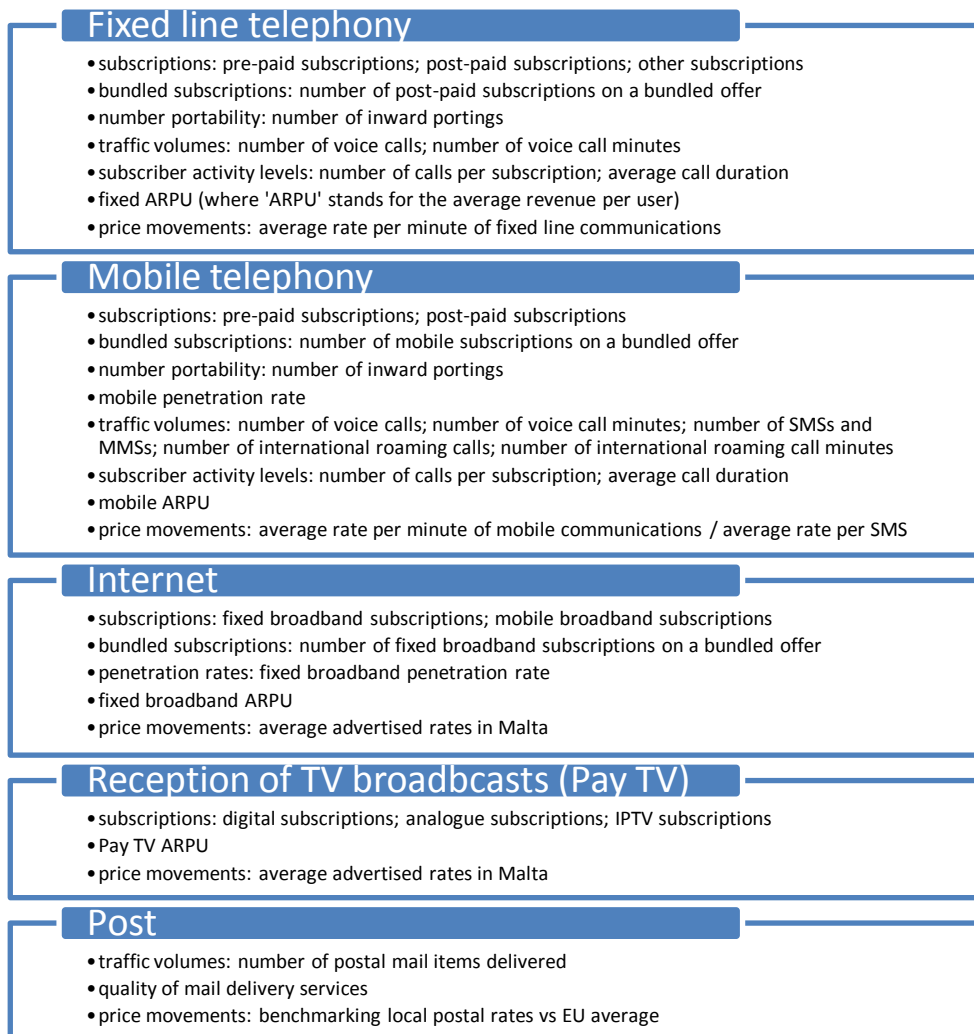 Fixed line telephony
•subscriptions: pre-paid subscriptions; post-paid subscriptions; other subscriptions
•bundled subscriptions: number of post-paid subscriptions on a bundled offer
•number portability: number of inward portings
•traffic volumes: number of voice calls; number of voice call minutes
•subscriber activity levels: number of calls per subscription; average call duration
•fixed ARPU (where 'ARPU' stands for the average revenue per user)
•price movements: average rate per minute of fixed line communications
Mobile telephony
•subscriptions: pre-paid subscriptions; post-paid subscriptions
•bundled subscriptions: number of mobile subscriptions on a bundled offer
•number portability: number of inward portings
•mobile penetration rate
•traffic volumes: number of voice calls; number of voice call minutes; number of SMSs and
MMSs; number of international roaming calls; number of international roaming call minutes
•subscriber activity levels: number of calls per subscription; average call duration
•mobile ARPU
•price movements: average rate per minute of mobile communications / average rate per SMS
Internet
•subscriptions: fixed broadband subscriptions; mobile broadband subscriptions
•bundled subscriptions: number of fixed broadband subscriptions on a bundled offer
•penetration rates: fixed broadband penetration rate
•fixed broadband ARPU
•price movements: average advertised rates in Malta
Reception of TV broadbcasts (Pay TV)
•subscriptions: digital subscriptions; analogue subscriptions; IPTV subscriptions
•Pay TV ARPU
•price movements: average advertised rates in Malta
Post
•traffic volumes: number of postal mail items delivered
•quality of mail delivery services
•price movements: benchmarking local postal rates vs EU average